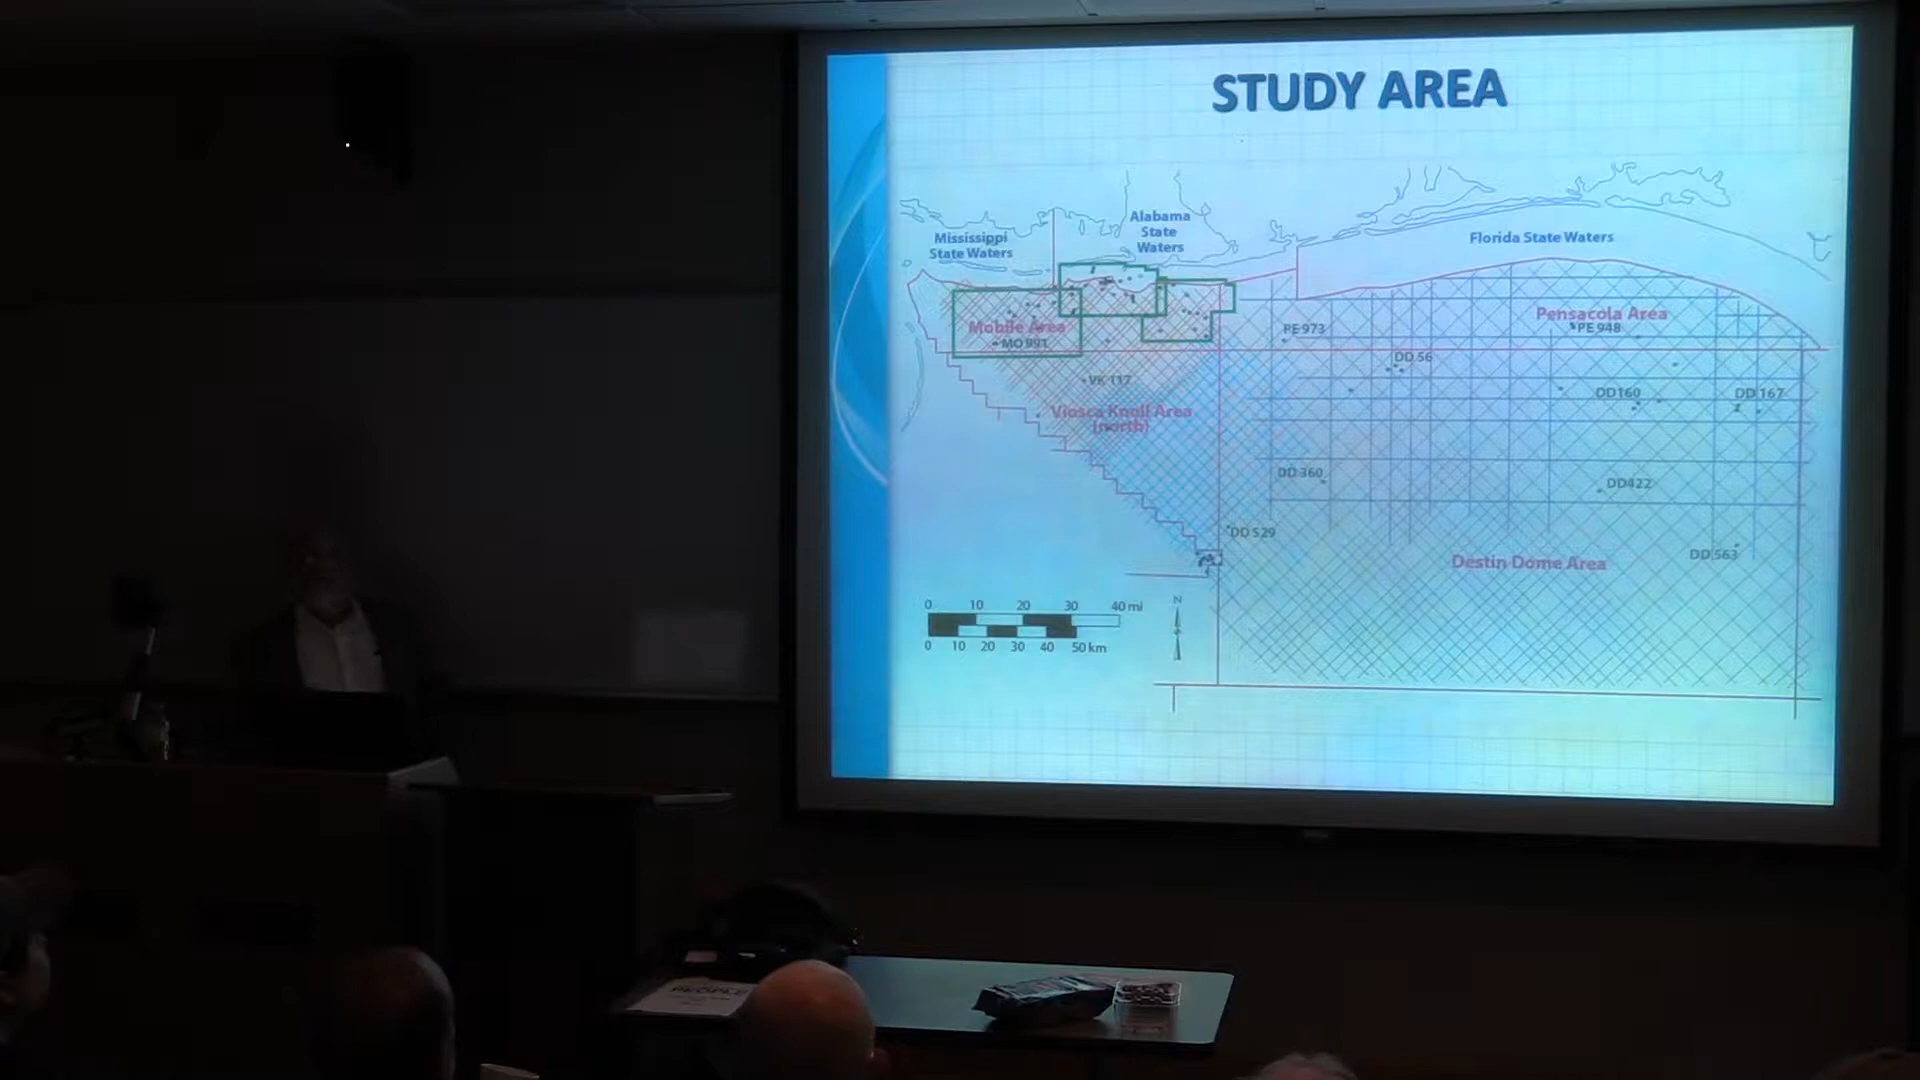 STUDY AREA
Mississippi
State Waters
Alabama
State
Waters
Florida State Waters
Mobile Area
MO 991
Pensacola Area
PE 973
PE 948
DD 56
VK 117
DD160
DD 167
Viosca Knoll Area
(north)
DD 360
DD422
DD 529
DD 563
Destin Dome Area
0 10 20 30 40 mi
0 10 20 30 40 50 km
N
PEOPLE